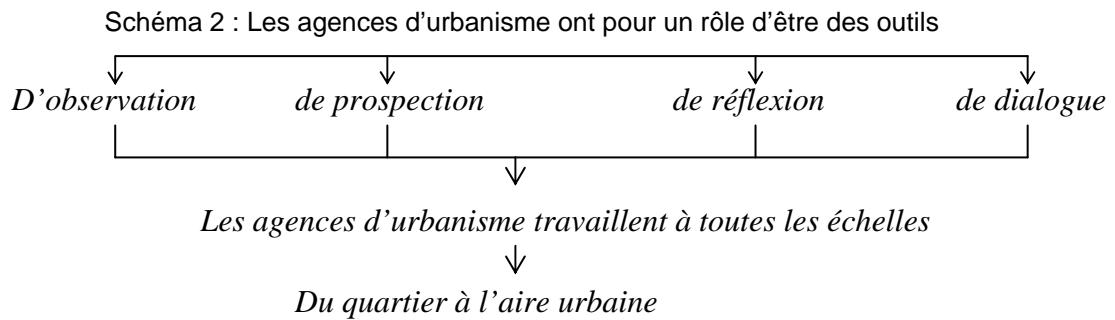 Schéma 2 : Les agences d’urbanisme ont pour un rôle d’être des outils
D’observation de prospection de réflexion de dialogue
Les agences d’urbanisme travaillent à toutes les échelles
Du quartier à l’aire urbaine